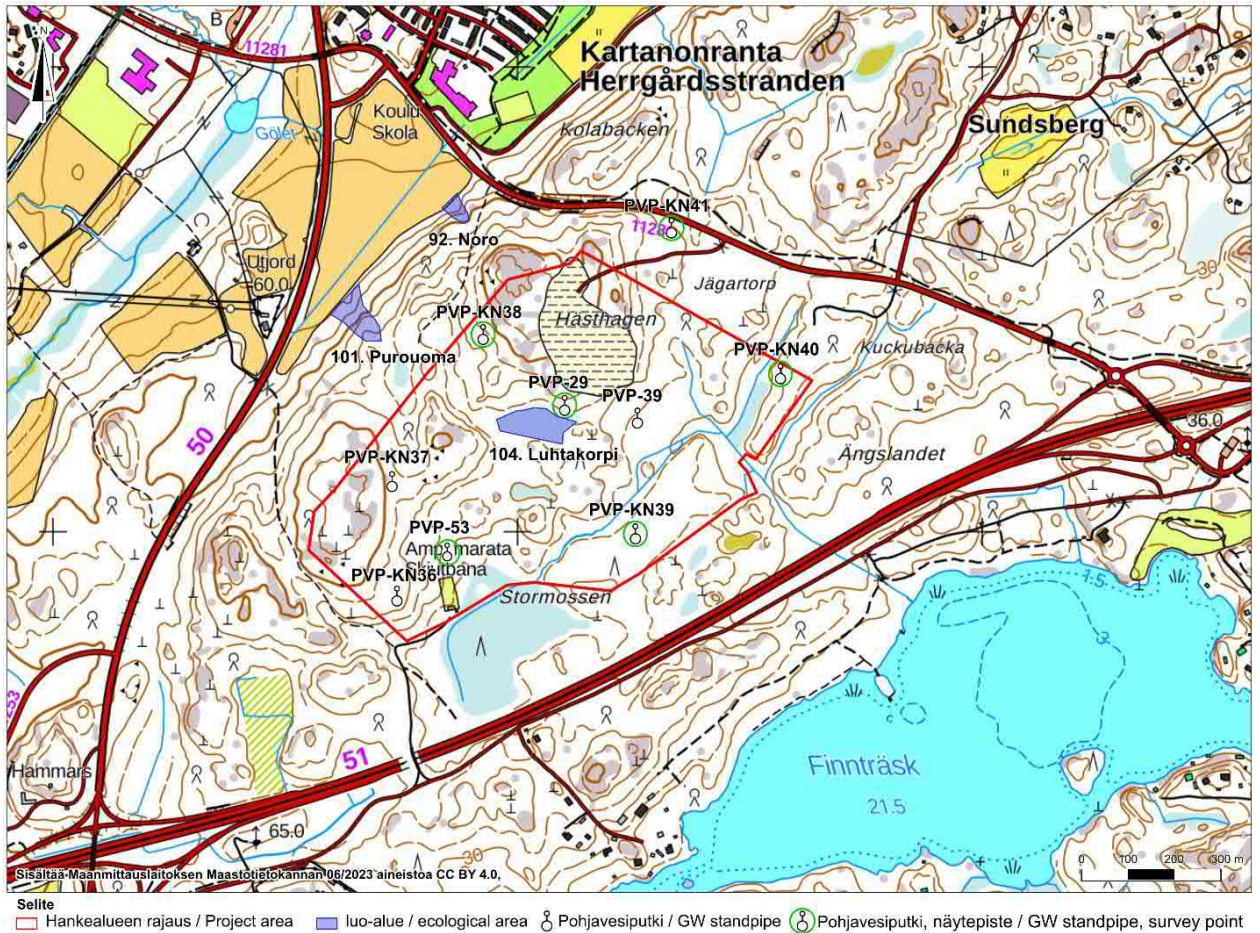 N
B
11281
Kartanonranta
Herrgårdsstranden
Koulu
Skola
Gölet
Kolabacken
Sundsberg
PVP-KN41
92. Noro
Utjord
60.0
Jägartorp
Hästhagen
PVP-KN38
101. Purouoma
PVP-KN40
Kuckubacka
PVP-29
PVP-39
50
104. Luhtakorpi
36.0
Ängslandet
PVP-KN37
PVP-KN39
PVP-53
Ampumarata
Skjutbana
PVP-KN36
Stormossen
1.5
3
51
Hammars
Finnträsk
21.5
65.0
30
30
0 100 200 300 m
Sisältää Maanmittauslaitoksen Maastotietokannan 06/2023 aineistoa CC BY 4.0,
Selite
Hankealueen rajaus / Project area luo-alue / ecological area Pohjavesiputki / GW standpipe Pohjavesiputki, näytepiste / GW standpipe, survey point